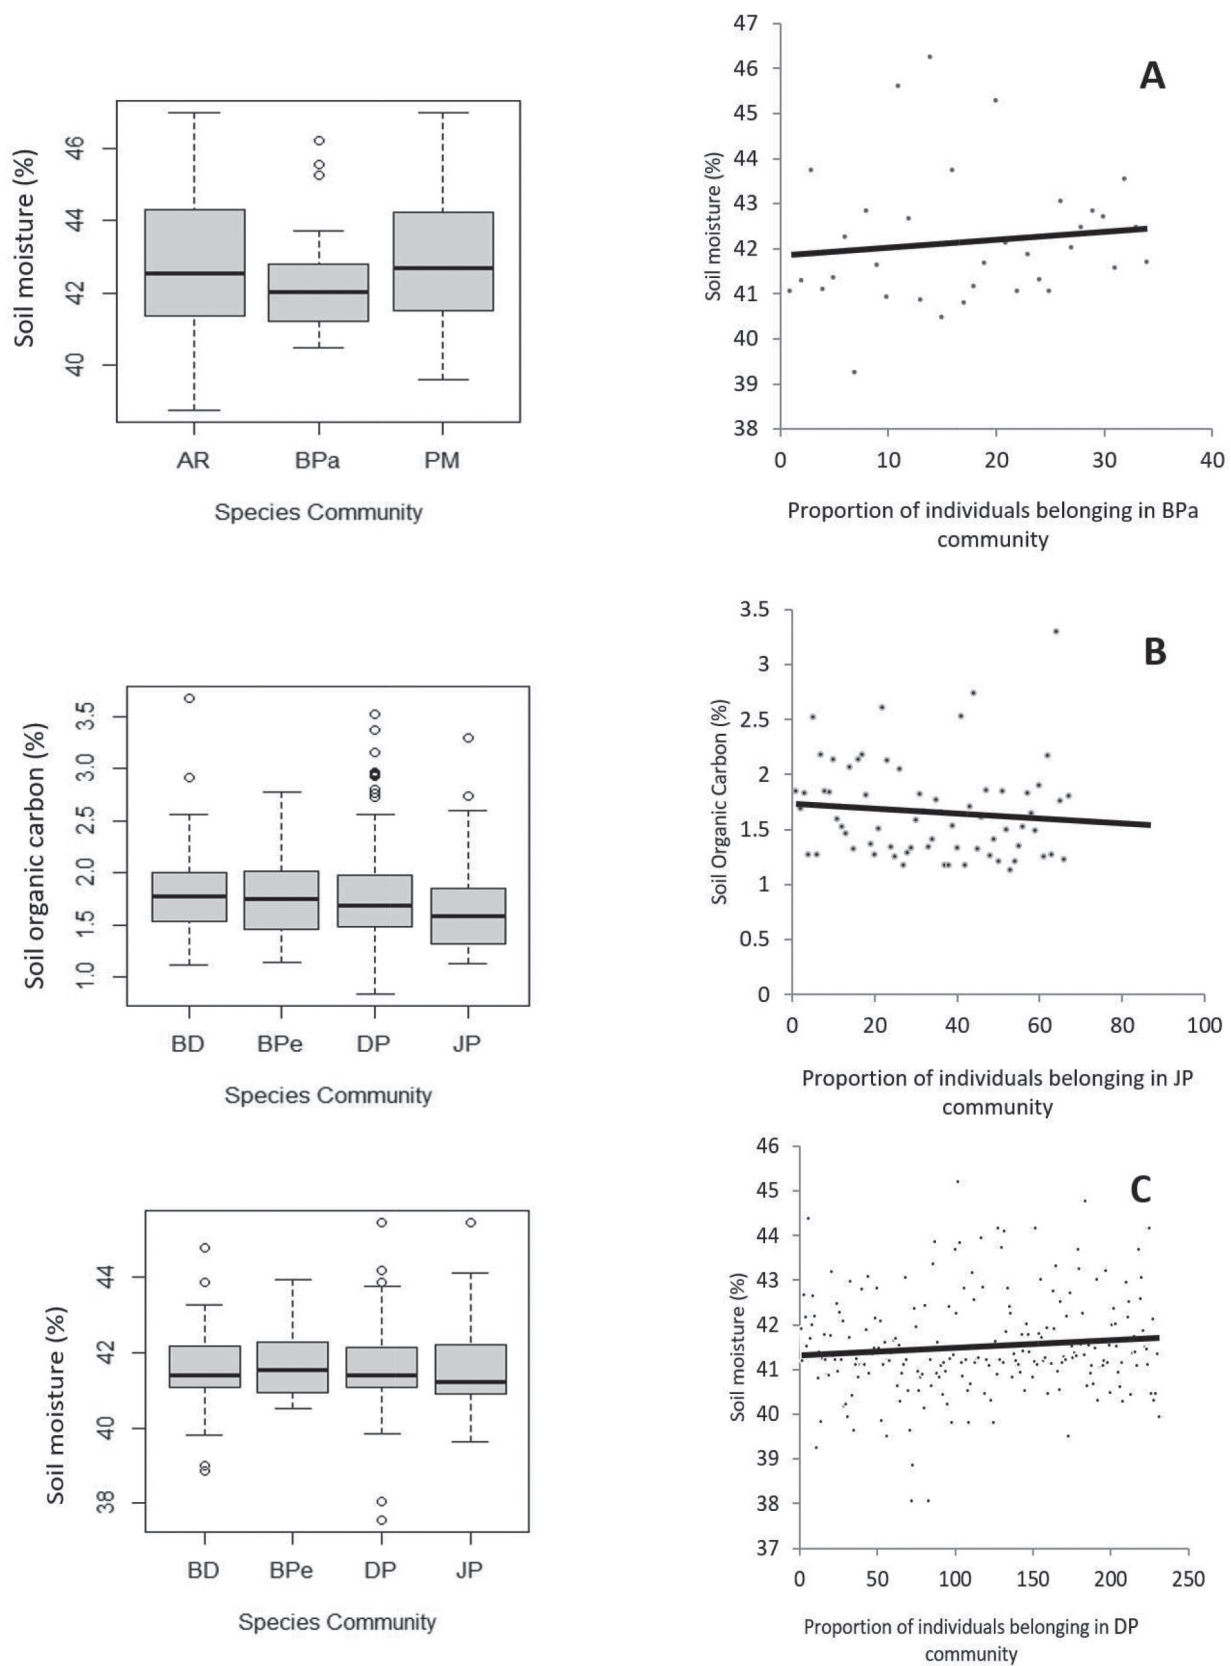 Soil moisture (%)
46
44
42
40
AR BPa PM
Species Community
A
Soil moisture (%)
47
46
45
44
43
42
41
40
39
38
0 10 20 30 40
Proportion of individuals belonging in BPa
community
Soil organic carbon (%)
3.5
3.0
2.5
2.0
1.5
1.0
BD BPe DP JP
Species Community
B
Soil Organic Carbon (%)
3.5
3
2.5
2
1.5
1
0.5
0
0 20 40 60 80 100
Proportion of individuals belonging in JP
community
Soil moisture (%)
44
42
40
38
BD BPe DP JP
Species Community
C
Soil moisture (%)
46
45
44
43
42
41
40
39
38
37
0 50 100 150 200 250
Proportion of individuals belonging in DP
community